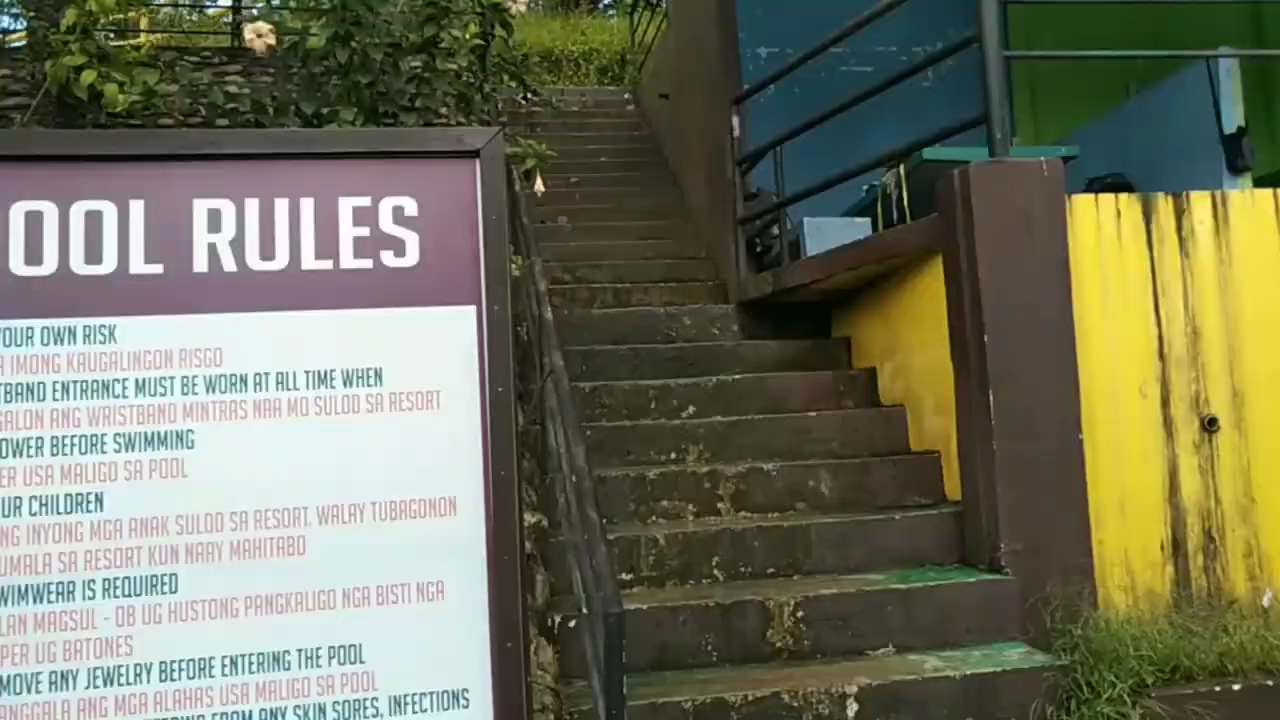 OOL RULES
YOUR OWN RISK
A IMONG KAUGALINGON RISGO
TBAND ENTRANCE MUST BE WORN AT ALL TIME WHEN
GALON ANG WRISTBAND MINTRAS NAA MO SULOD SA RESORT
OWER BEFORE SWIMMING
ER USA MALIGO SA POOL
UR CHILDREN
NG INYONG MGA ANAK SULOD SA RESORT. WALAY TUBAGONON
UMALA SA RESORT KUN NAAY MAHITABO
WIMWEAR IS REQUIRED
LAN MAGSUL - OB UG HUSTONG PANGKALIGO NGA BISTI NGA
PER UG BATONES
MOVE ANY JEWELRY BEFORE ENTERING THE POOL
ANGGALA ANG MGA ALAHAS USA MALIGO SA POOL
FROM ANY SKIN SORES, INFECTIONS